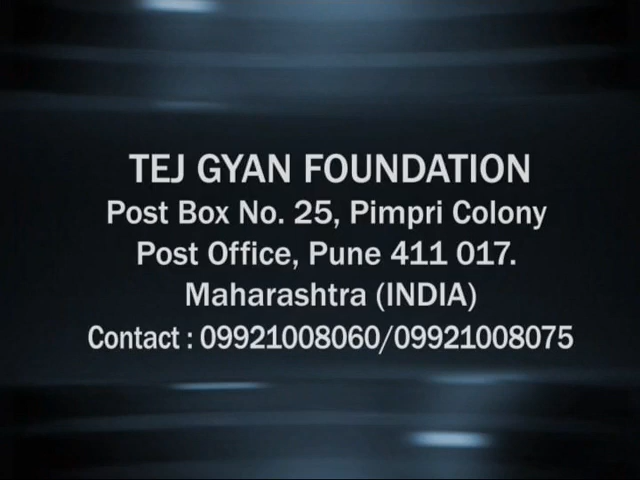 TEJ GYAN FOUNDATION
Post Box No. 25, Pimpri Colony
Post Office, Pune 411 017.
Maharashtra (INDIA)
Contact : 09921008060/09921008075